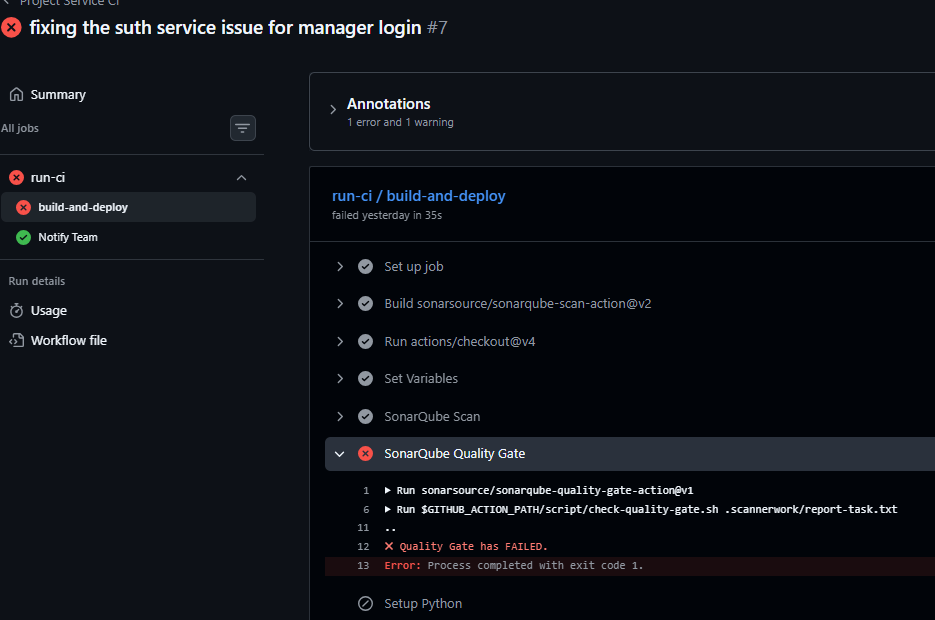 Project Service CI
fixing the suth service issue for manager login #7
Summary
All jobs
run-ci
build-and-deploy
Notify Team
Run details
Usage
Workflow file
Annotations
1 error and 1 warning
run-ci / build-and-deploy
failed yesterday in 35s
Set up job
Build sonarsource/sonarqube-scan-action@v2
Run actions/checkout@v4
Set Variables
SonarQube Scan
SonarQube Quality Gate
1 ▶ Run sonarsource/sonarqube-quality-gate-action@v1
6 ▶ Run $GITHUB_ACTION_PATH/script/check-quality-gate.sh .scannerwork/report-task.txt
11 ..
12 ✕ Quality Gate has FAILED.
13 Error: Process completed with exit code 1.
Setup Python